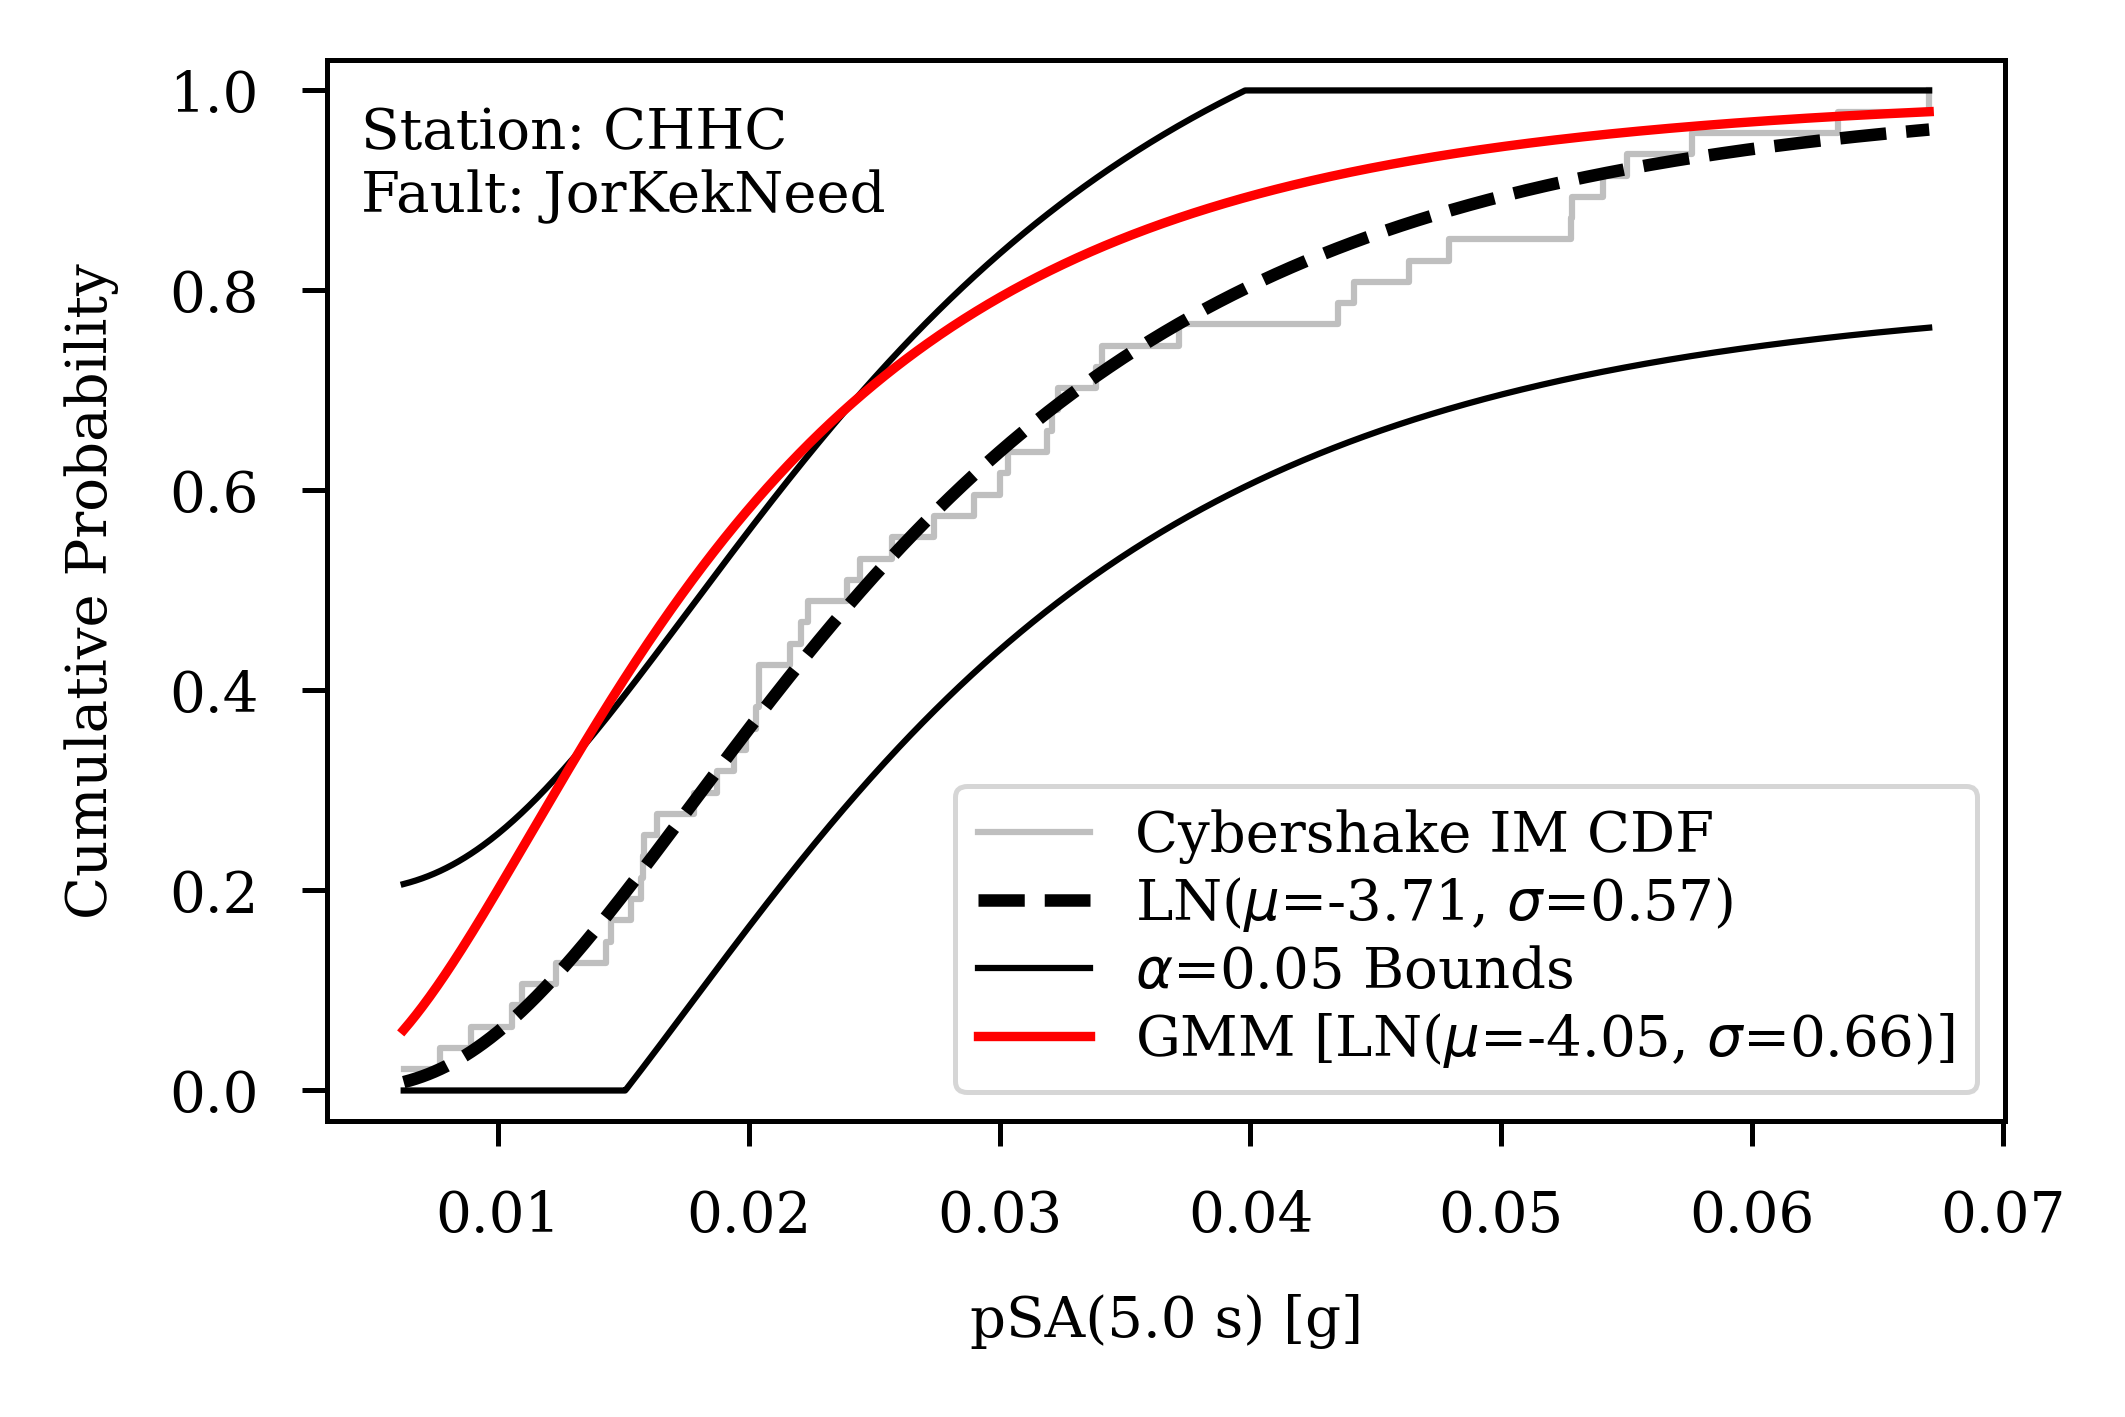 Station: CHHC
Fault: JorKekNeed
Cumulative Probability
1.0
0.8
0.6
0.4
0.2
0.0
Cybershake IM CDF
LN(μ=-3.71, σ=0.57)
α=0.05 Bounds
GMM [LN(μ=-4.05, σ=0.66)]
0.01 0.02 0.03 0.04 0.05 0.06 0.07
pSA(5.0 s) [g]